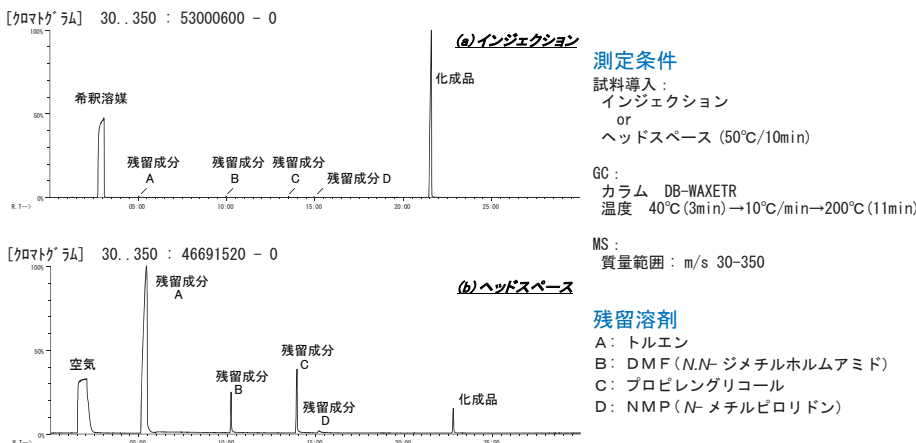 [ｸﾛﾏﾄｸﾞﾗﾑ] 30..350 : 53000600 - 0
100%
(a)インジェクション
化成品
希釈溶媒
50%
残留成分
A
残留成分
B
残留成分
C
残留成分D
0%
R.T-->
05:00 10:00 15:00 20:00 25:00
[ｸﾛﾏﾄｸﾞﾗﾑ] 30..350 : 46691520 - 0
100%
残留成分
A
(b)ヘッドスペース
空気
50%
残留成分
B
残留成分
C
残留成分
D
化成品
0%
R.T-->
05:00 10:00 15:00 20:00 25:00
測定条件
試料導入：
インジェクション
or
ヘッドスペース (50℃/10min)
GC：
カラム DB-WAXETR
温度 40℃(3min)→10℃/min→200℃(11min)
MS：
質量範囲：m/s 30-350
残留溶剤
A：トルエン
B：DMF(N.N-ジメチルホルムアミド)
C：プロピレングリコール
D：NMP(N-メチルピロリドン)